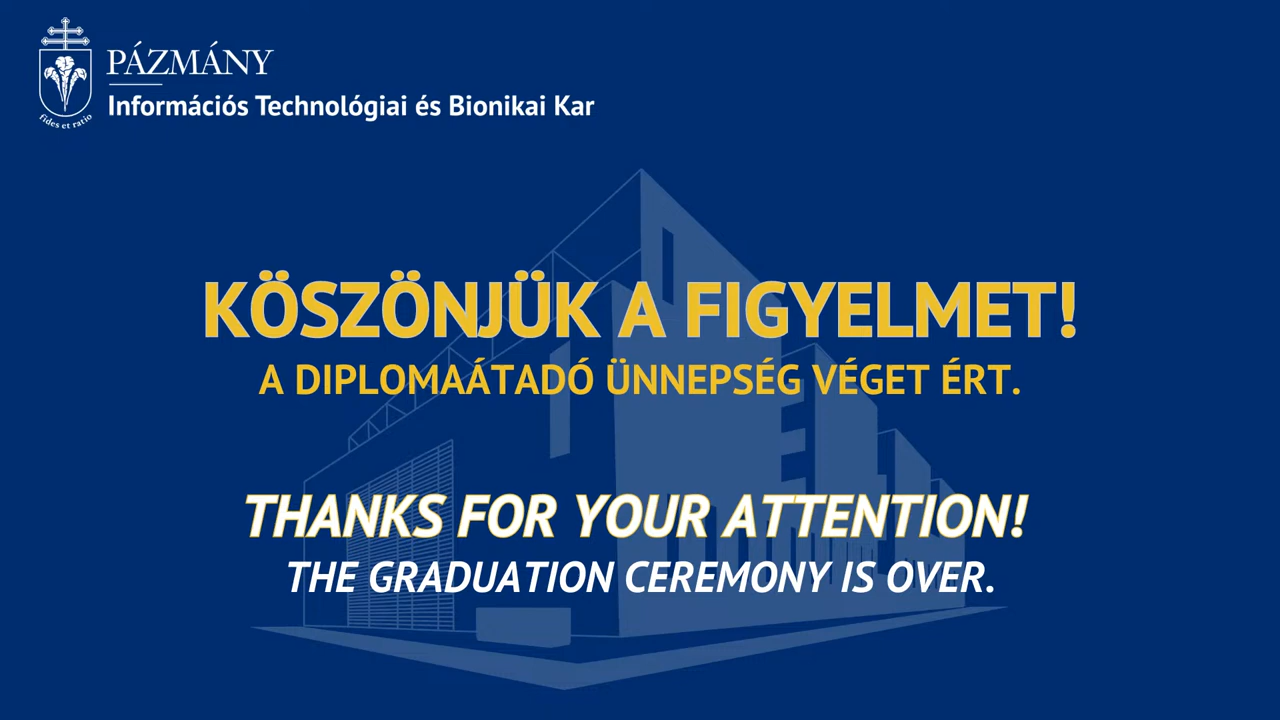 PÁZMÁNY
Információs Technológiai és Bionikai Kar
fides et ratio
KÖSZÖNJÜK A FIGYELMET!
A DIPLOMAÁTADÓ ÜNNEPSÉG VÉGET ÉRT.
THANKS FOR YOUR ATTENTION!
THE GRADUATION CEREMONY IS OVER.